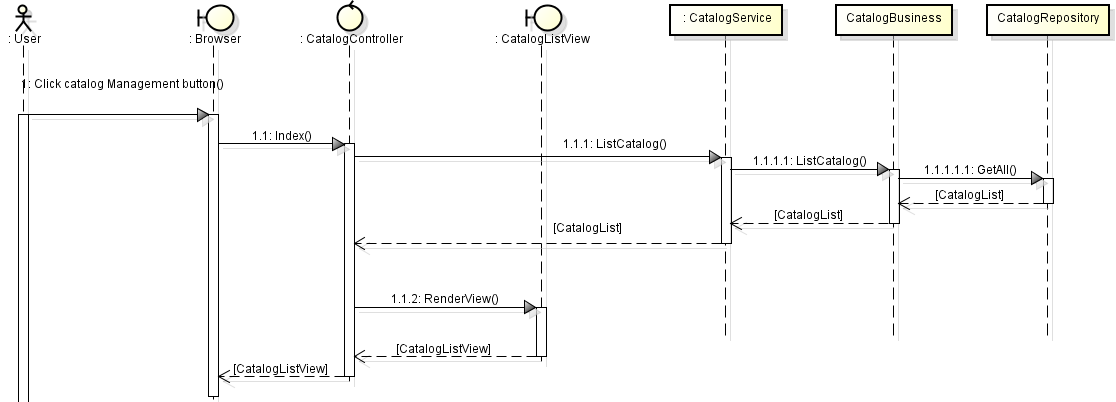 : User
: Browser
: CatalogController
: CatalogListView
: CatalogService
CatalogBusiness
CatalogRepository
1: Click catalog Management button()
1.1: Index()
1.1.1: ListCatalog()
1.1.1.1: ListCatalog()
1.1.1.1.1: GetAll()
[CatalogList]
[CatalogList]
[CatalogList]
1.1.2: RenderView()
[CatalogListView]
[CatalogListView]